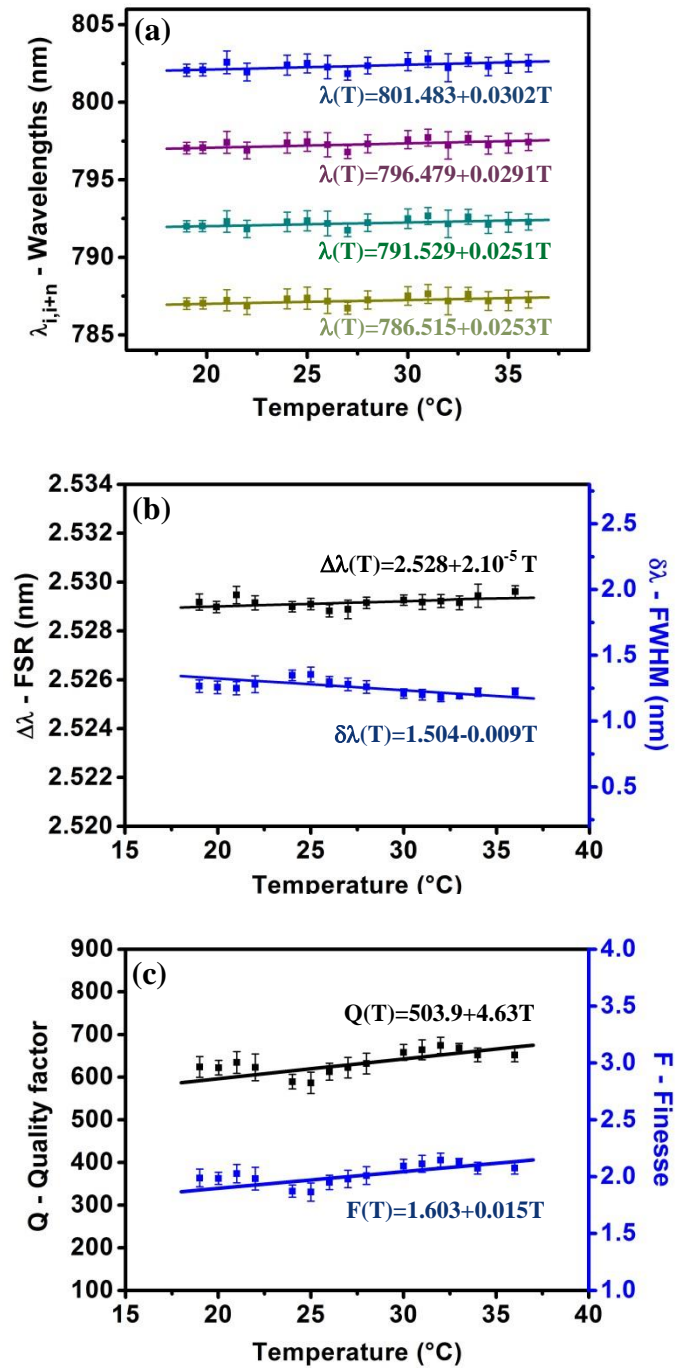 (a)
805
800
795
790
785
λi,i+n - Wavelengths (nm)
λ(T)=801.483+0.0302T
λ(T)=796.479+0.0291T
λ(T)=791.529+0.0251T
λ(T)=786.515+0.0253T
20 25 30 35
Temperature (°C)
(b)
2.534
2.532
2.530
2.528
2.526
2.524
2.522
2.520
Δλ - FSR (nm)
Δλ(T)=2.528+2.10⁻⁵ T
δλ(T)=1.504-0.009T
2.5
2.0
1.5
1.0
0.5
δλ - FWHM (nm)
15 20 25 30 35 40
Temperature (°C)
(c)
900
800
700
600
500
400
300
200
100
Q - Quality factor
Q(T)=503.9+4.63T
F(T)=1.603+0.015T
4.0
3.5
3.0
2.5
2.0
1.5
1.0
F - Finesse
15 20 25 30 35 40
Temperature (°C)